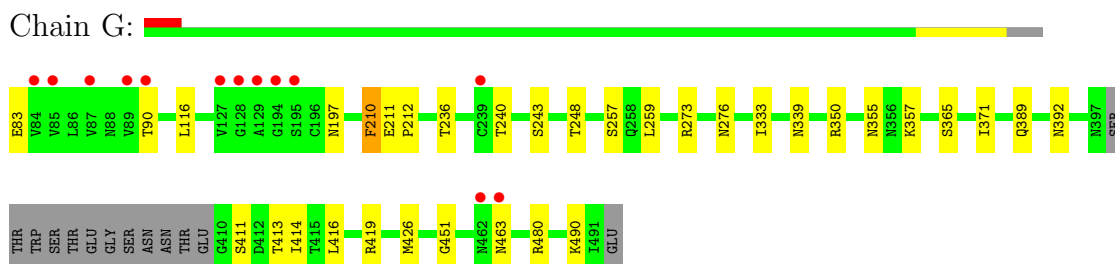 Chain G:
E83 V84 V85 L86 V87 N88 V89 T90 L116 V127 G128 A129 G194 S195 C196 N197 F210 E211 P212 T236 C239 T240 S243 T248 S257 Q258 L259 R273 N276 I333 N339 R350 N355 N356 K357 S365 I371 Q389 N392 N397 SER
THR TRP SER THR GLU GLY SER ASN ASN THR GLU G410 S411 D412 T413 I414 T415 L416 R419 M426 G451 N462 N463 R480 K490 I491 GLU